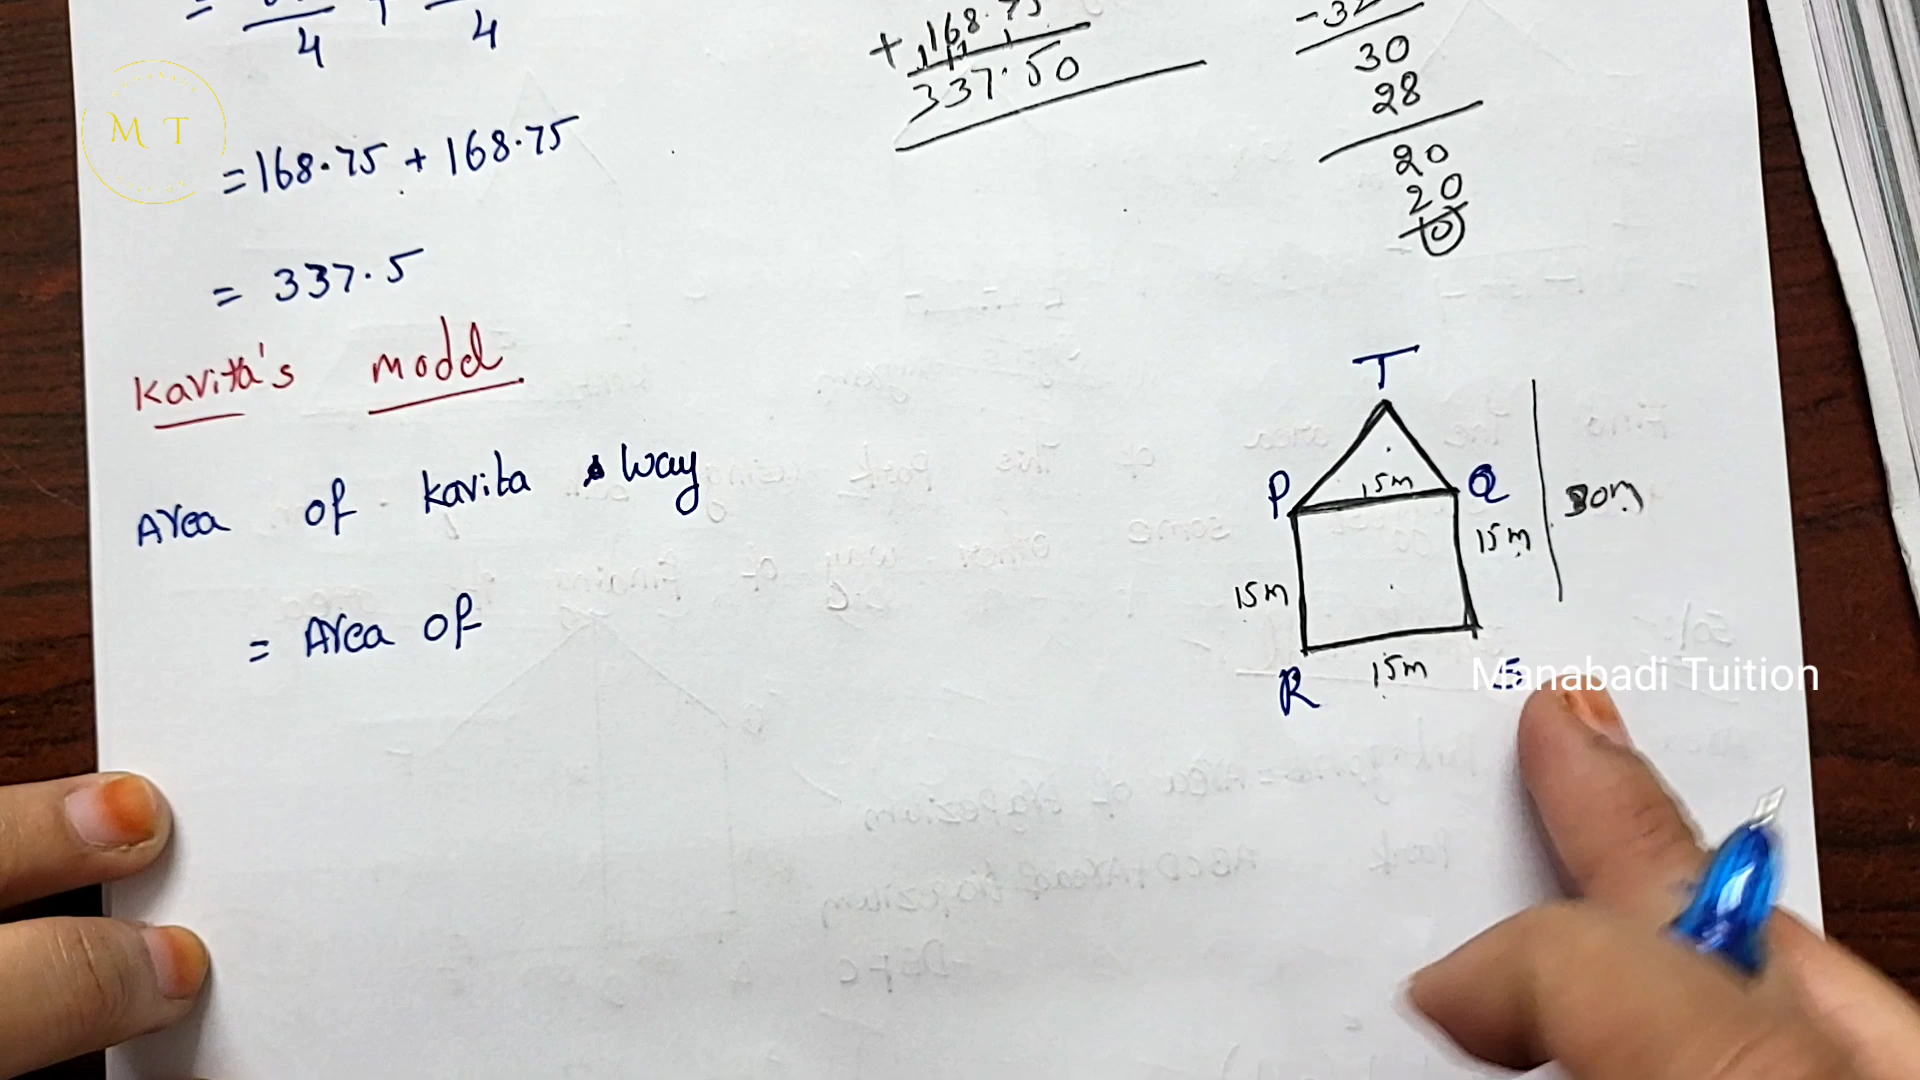 4 4
+ 168.75
337.50
30
28
20
20
0
M T
= 168.75 + 168.75
= 337.5
Kavita's model
Area of kavita s way
= Area of
T
P 15m Q
15m
30m
15m
R 15m S
Manabadi Tuition